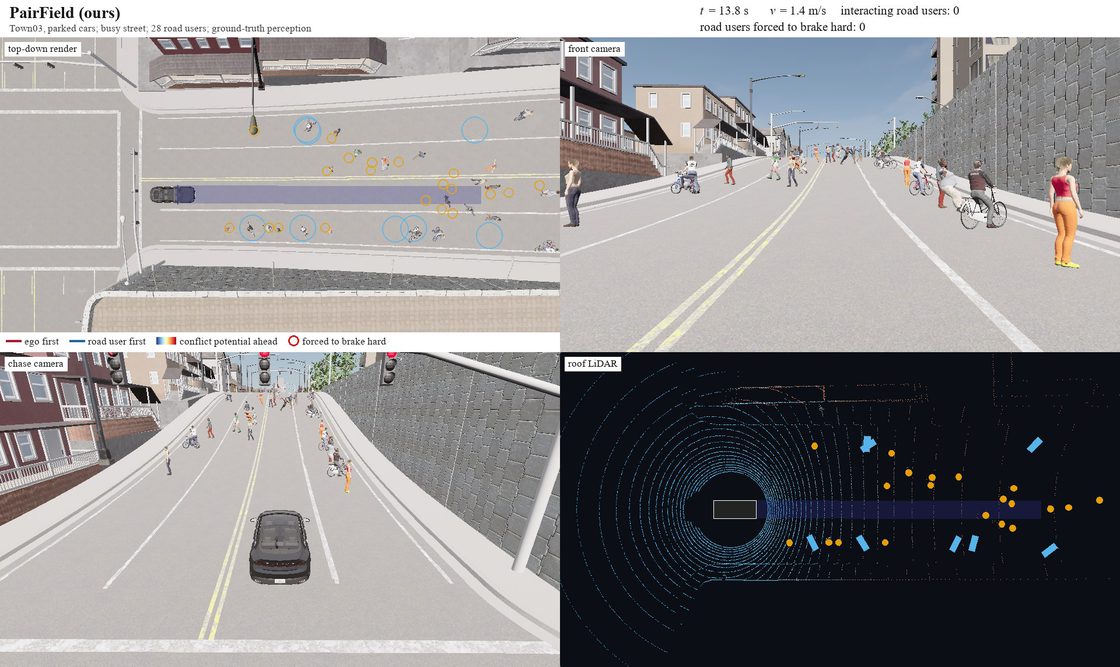 PairField (ours)
Town03, parked cars; busy street; 28 road users; ground-truth perception
t = 13.8 s v = 1.4 m/s interacting road users: 0
road users forced to brake hard: 0
top-down render
front camera
ego first
road user first
conflict potential ahead
forced to brake hard
chase camera
roof LiDAR